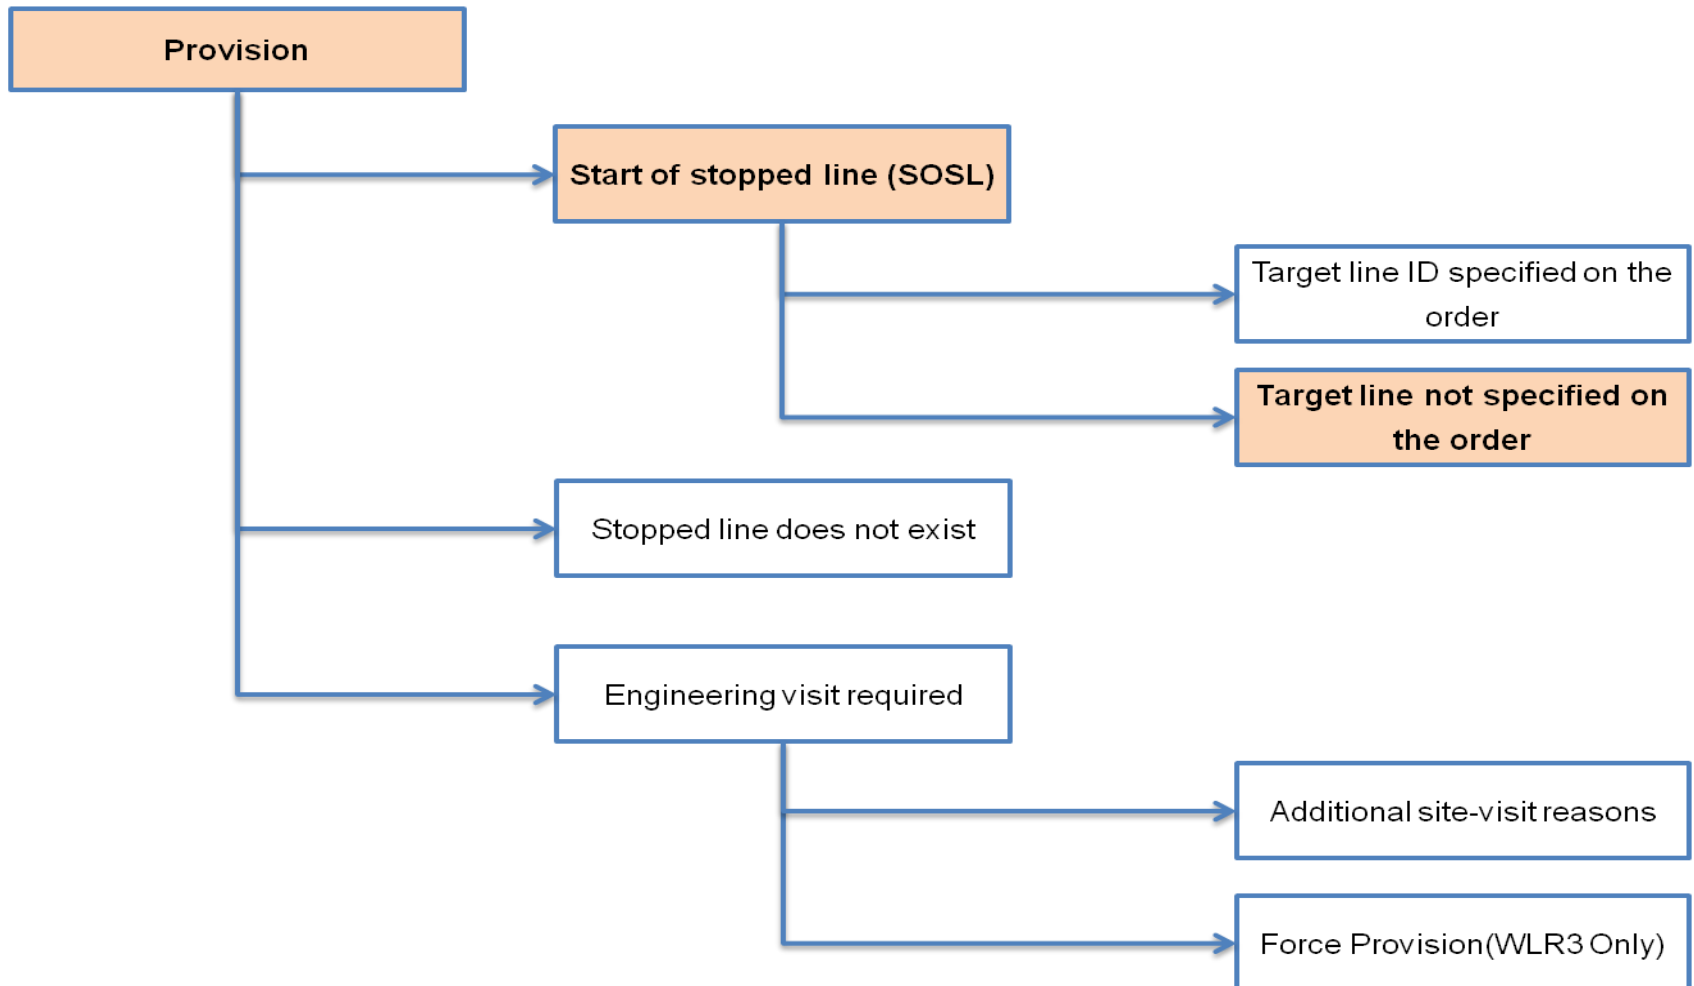 Provision
Start of stopped line (SOSL)
Target line ID specified on the
order
Target line not specified on
the order
Stopped line does not exist
Engineering visit required
Additional site-visit reasons
Force Provision(WLR3 Only)